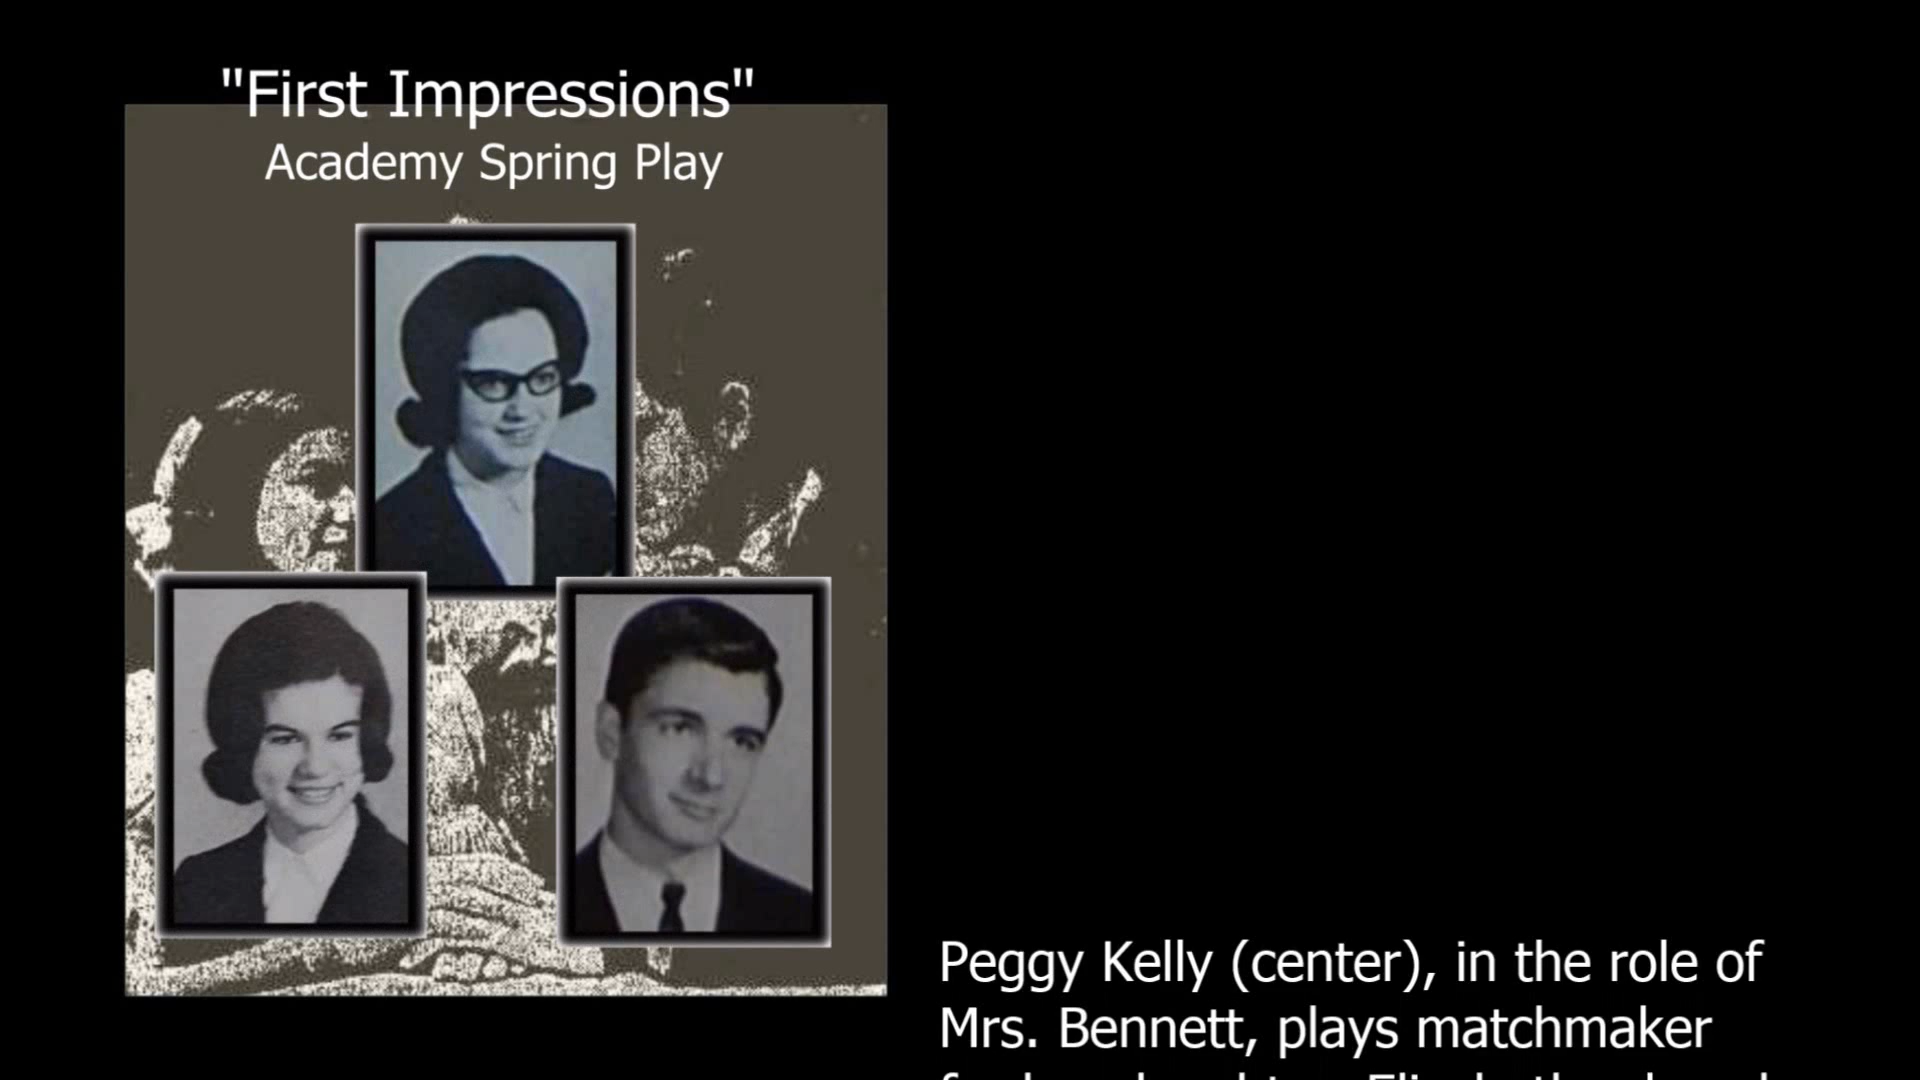 "First Impressions"
Academy Spring Play
Peggy Kelly (center), in the role of
Mrs. Bennett, plays matchmaker